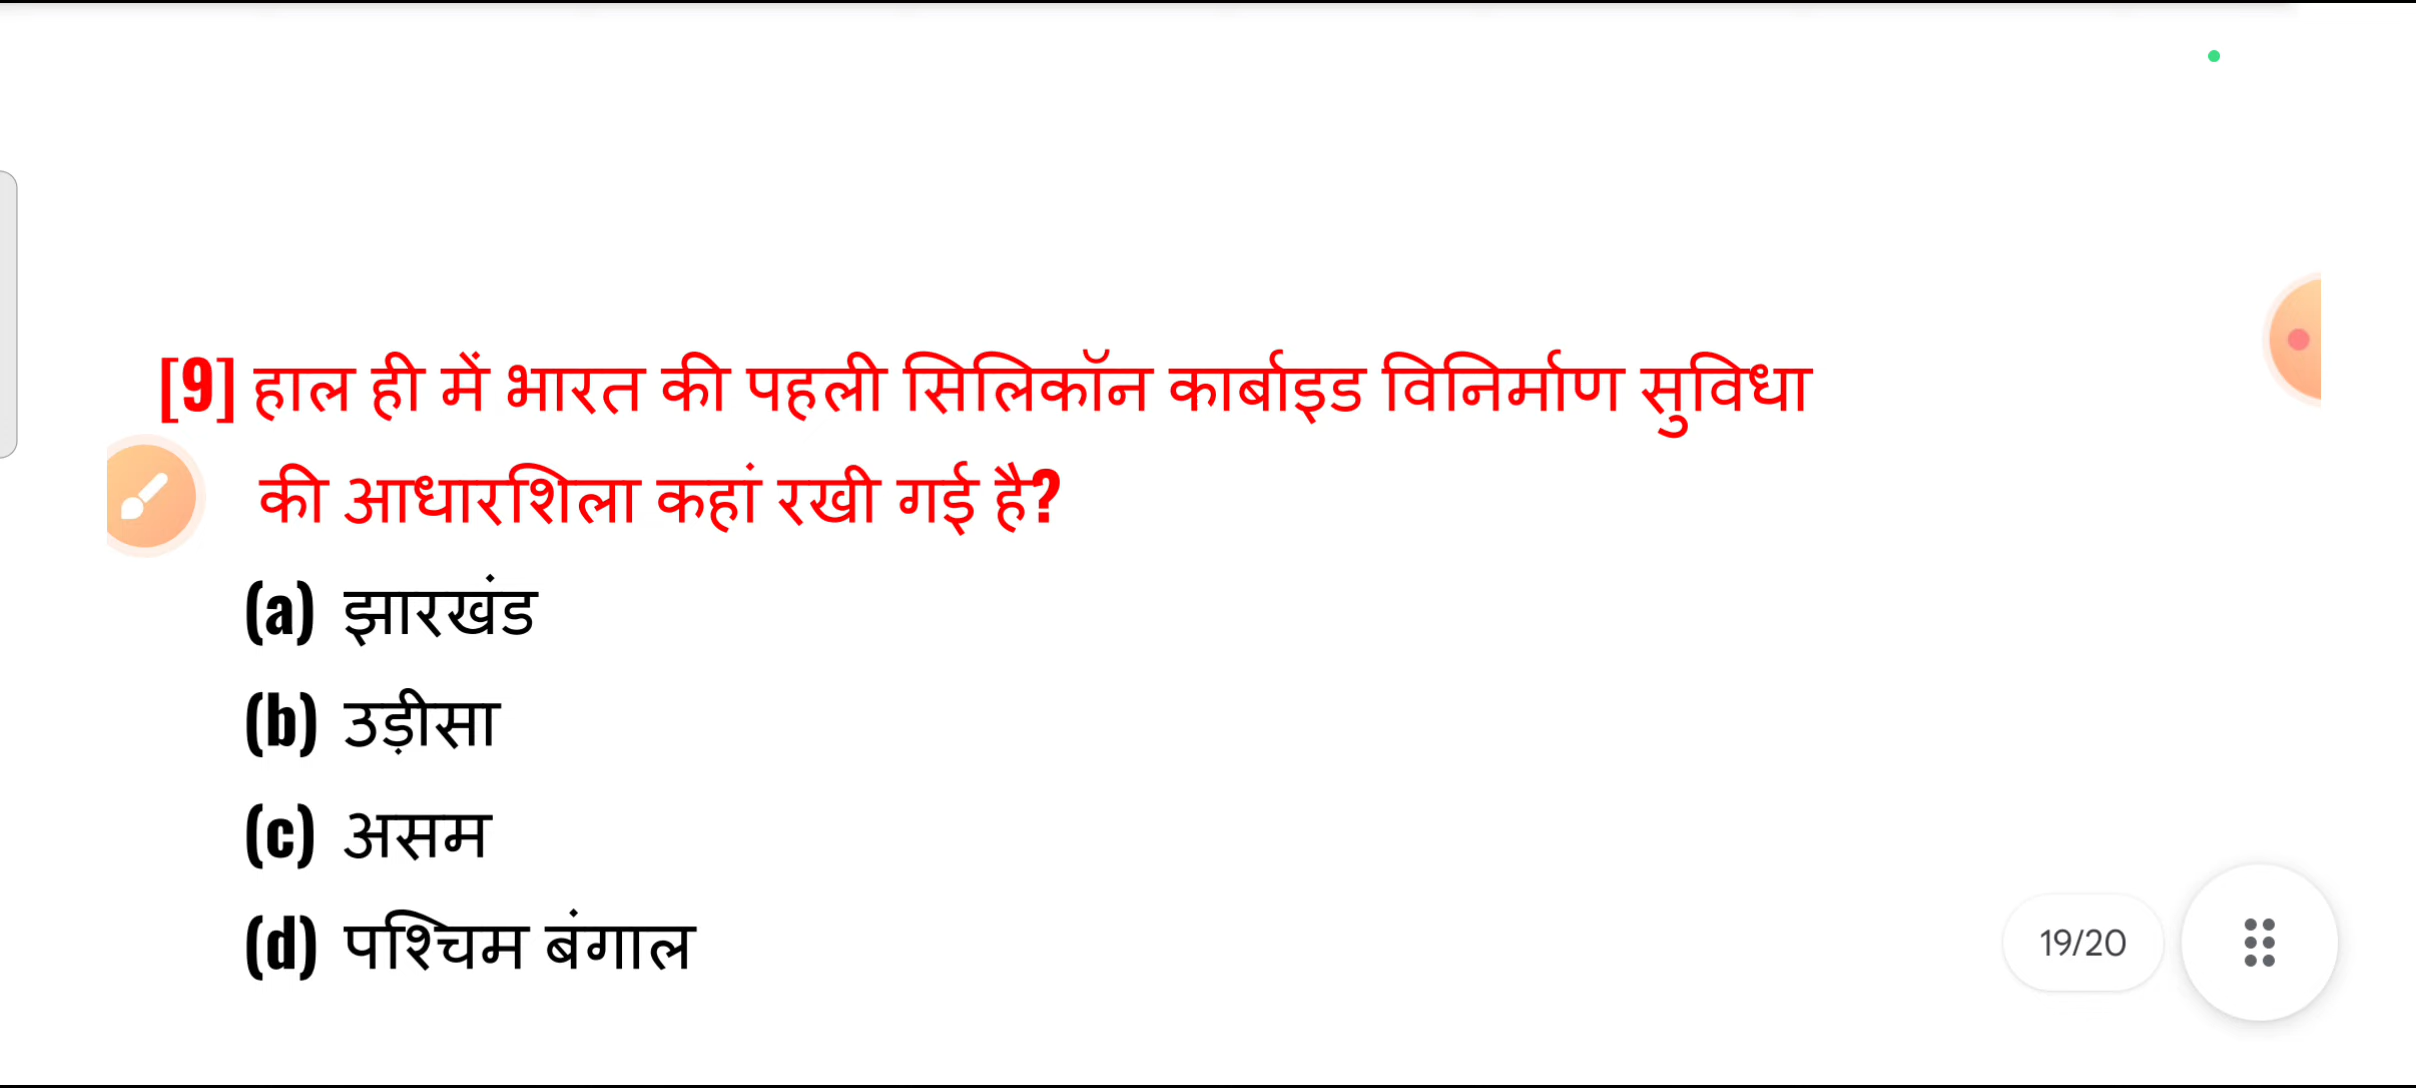 [9] हाल ही में भारत की पहली सिलिकॉन कार्बाइड विनिर्माण सुविधा
की आधारशिला कहां रखी गई है?
(a) झारखंड
(b) उड़ीसा
(c) असम
(d) पश्चिम बंगाल
19/20